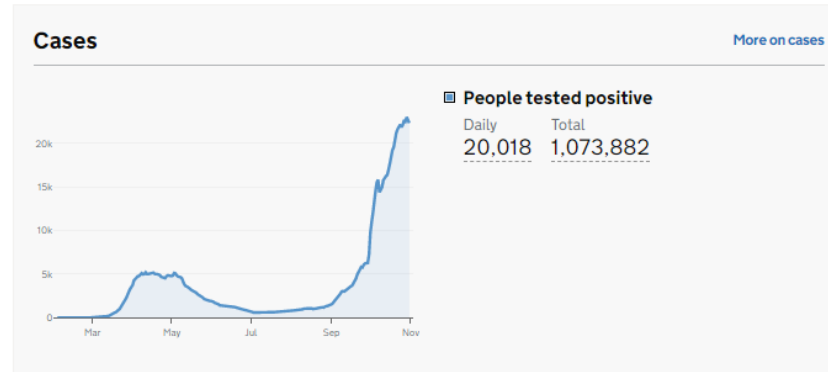 Cases
More on cases
People tested positive
Daily Total
20,018 1,073,882
20k
15k
10k
5k
0
Mar May Jul Sep Nov